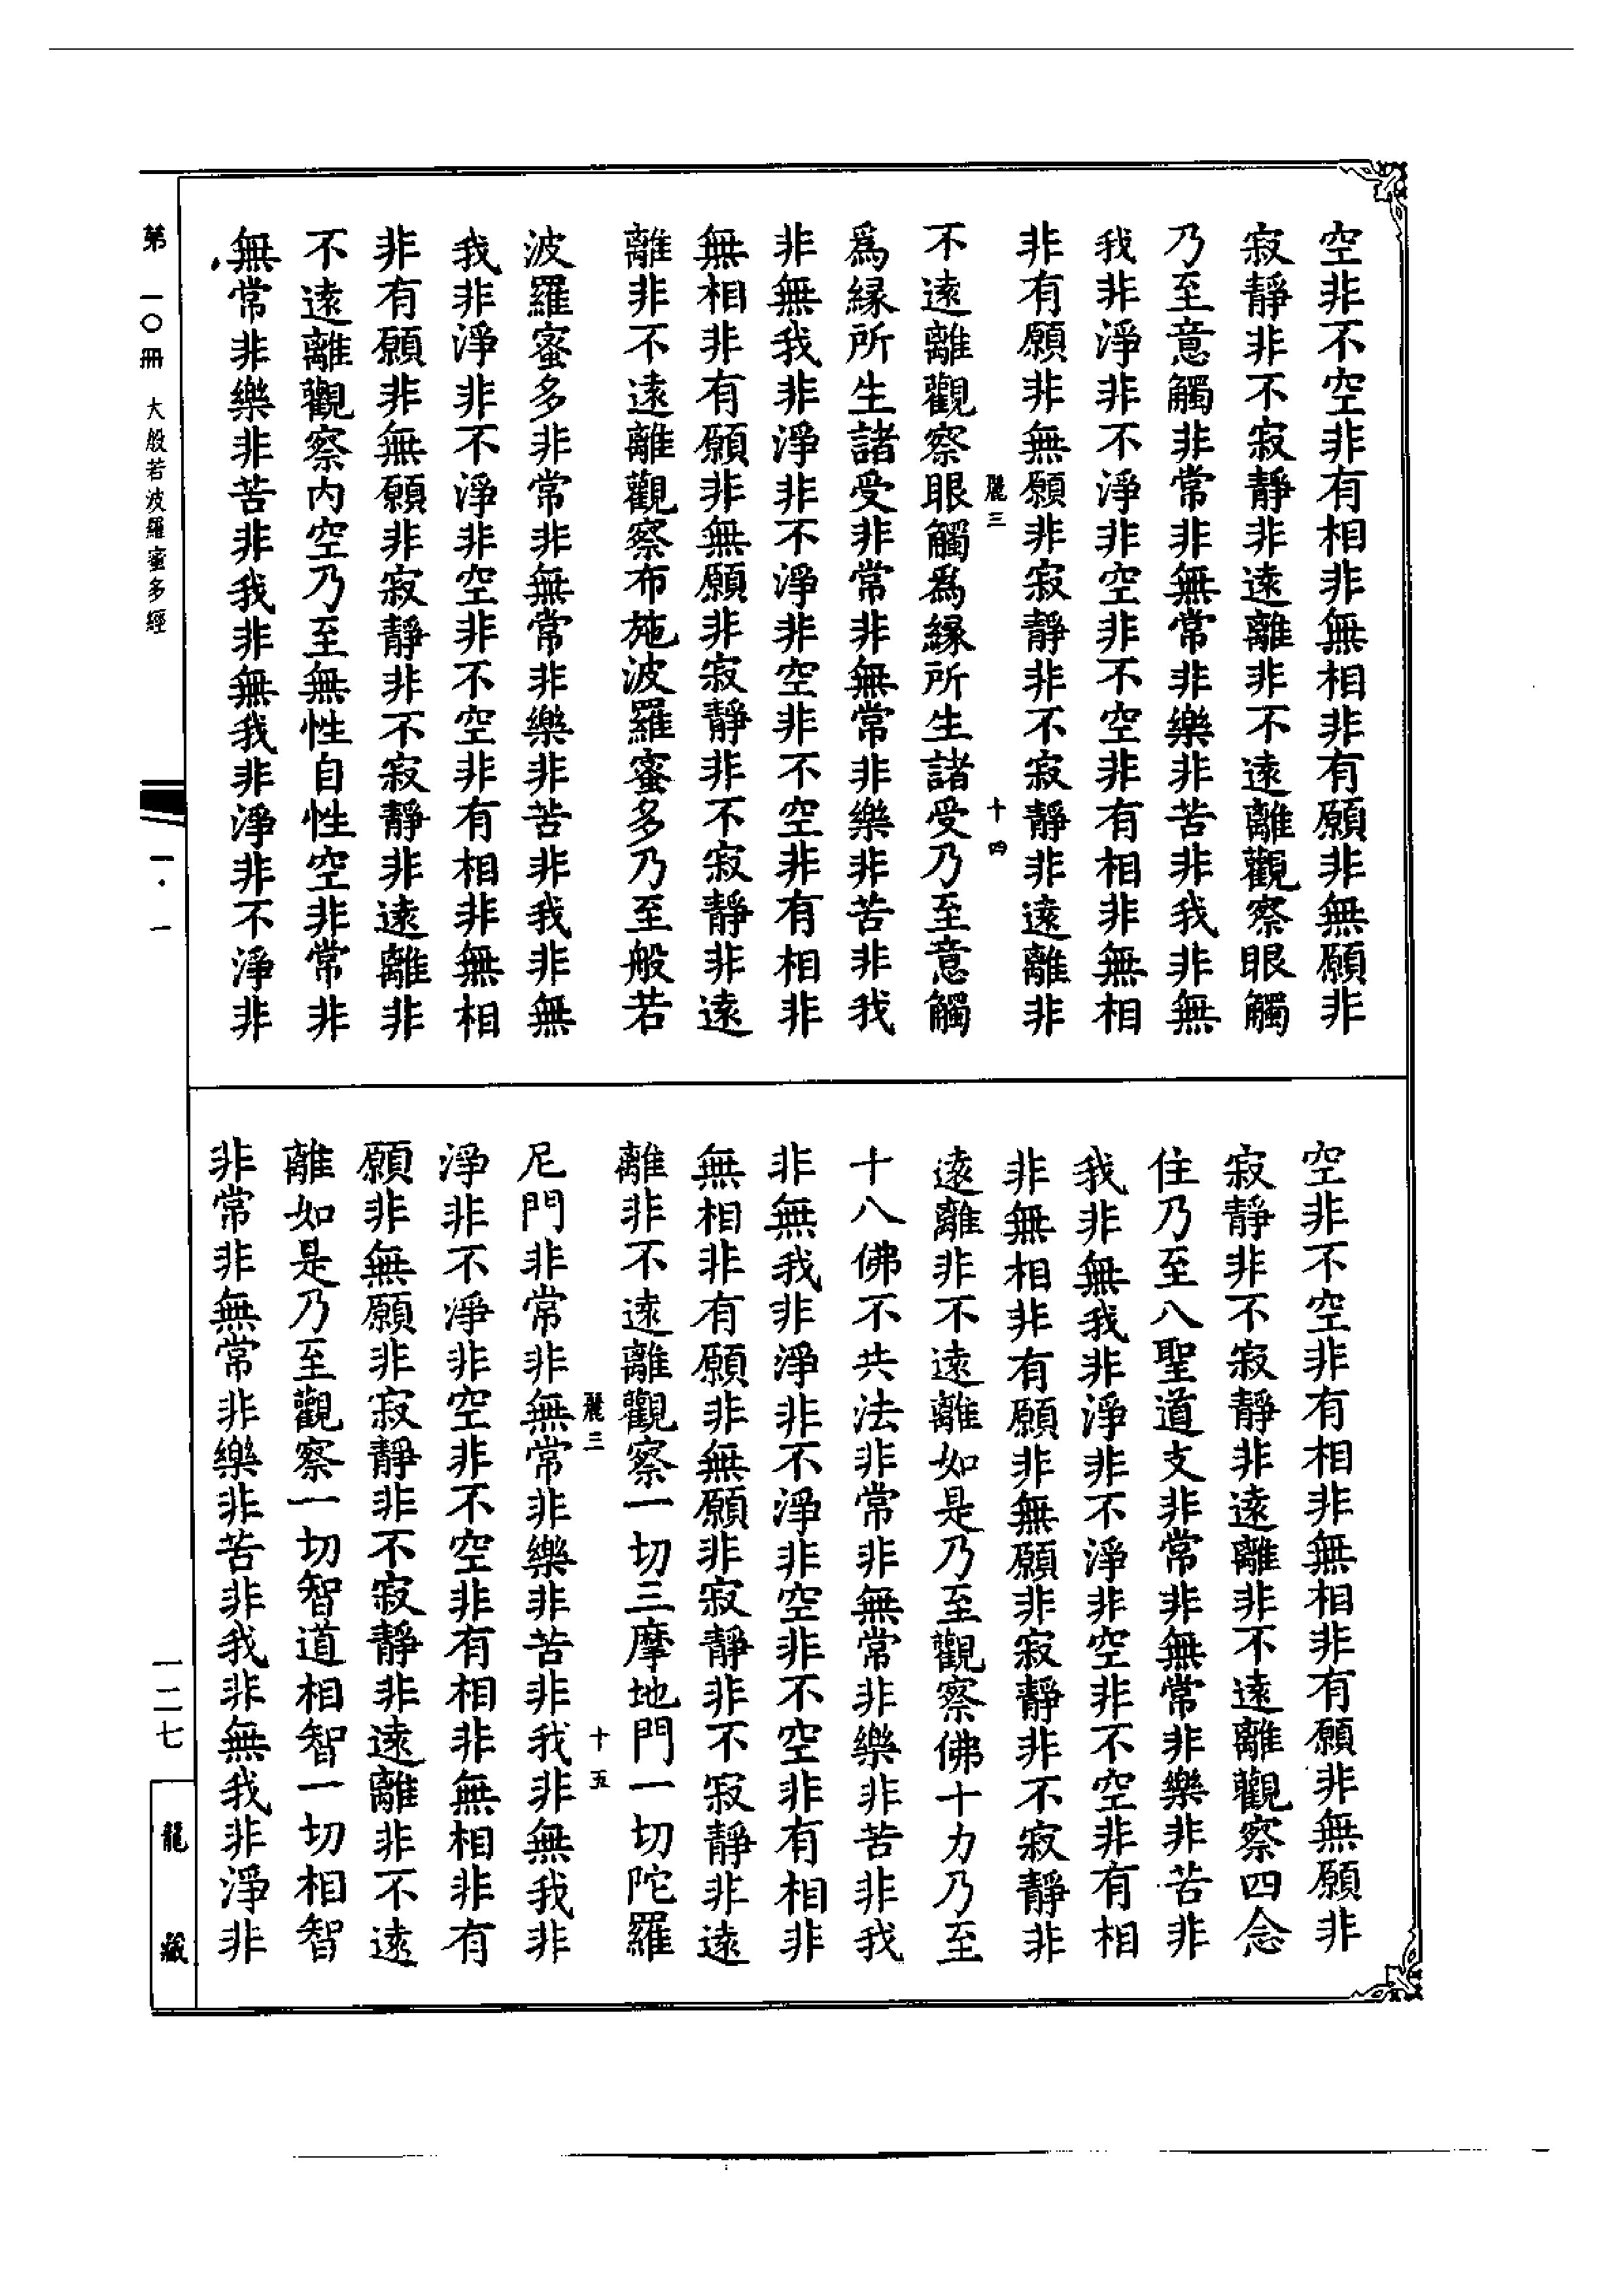 空非不空非有相非無相非有願非無願非
寂靜非不寂靜非遠離非不遠離觀察眼觸
乃至意觸非常非無常非樂非苦非我非無
我非淨非不淨非空非不空非有相非無相
非有願非無願非寂靜非不寂靜非遠離非
麗三
十四
不遠離觀察眼觸為緣所生諸受乃至意觸
為緣所生諸受非常非無常非樂非苦非我
非無我非淨非不淨非空非不空非有相非
無相非有願非無願非寂靜非不寂靜非遠
離非不遠離觀察布施波羅蜜多乃至般若
波羅蜜多非常非無常非樂非苦非我非無
我非淨非不淨非空非不空非有相非無相
非有願非無願非寂靜非不寂靜非遠離非
不遠離觀察內空乃至無性自性空非常非
無常非樂非苦非我非無我非淨非不淨非
空非不空非有相非無相非有願非無願非
寂靜非不寂靜非遠離非不遠離觀察四念
住乃至八聖道支非常非無常非樂非苦非
我非無我非淨非不淨非空非不空非有相
非無相非有願非無願非寂靜非不寂靜非
遠離非不遠離如是乃至觀察佛十力乃至
十八佛不共法非常非無常非樂非苦非我
非無我非淨非不淨非空非不空非有相非
無相非有願非無願非寂靜非不寂靜非遠
離非不遠離觀察一切三摩地門一切陀羅
麗三
十五
尼門非常非無常非樂非苦非我非無我非
淨非不淨非空非不空非有相非無相非有
願非無願非寂靜非不寂靜非遠離非不遠
離如是乃至觀察一切智道相智一切相智
非常非無常非樂非苦非我非無我非淨非
第一〇冊 大般若波羅蜜多經
一·一
一二七
龍藏